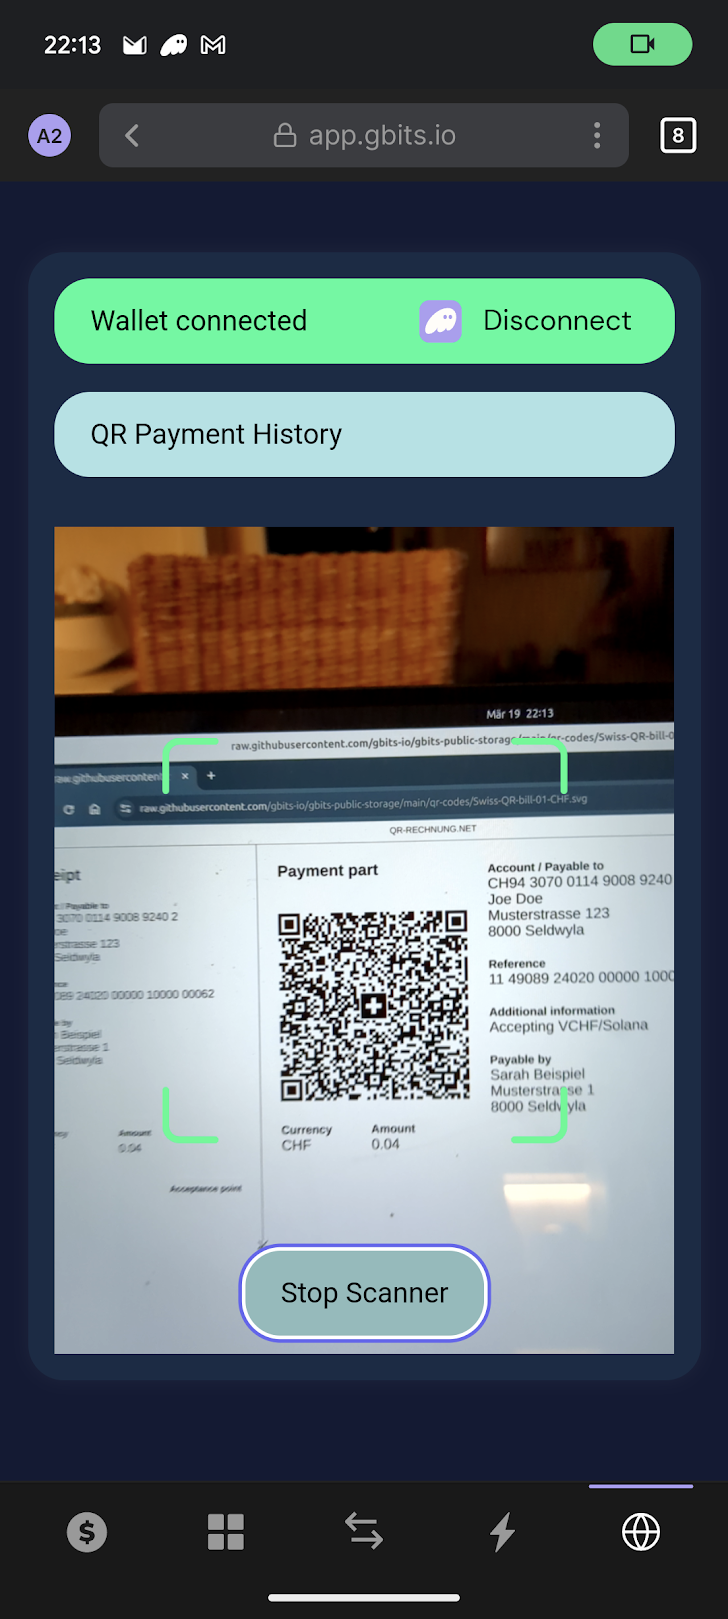 22:13
A2
app.gbits.io
8
Wallet connected
Disconnect
QR Payment History
Mär 19 22:13
raw.githubusercontent.com/gbits-io/gbits-public-storage/main/qr-codes/Swiss-QR-bill-0
raw.githubusercontent
raw.githubusercontent.com/gbits-io/gbits-public-storage/main/qr-codes/Swiss-QR-bill-01-CHF.svg
QR-RECHNUNG.NET
eipt
t / Payable to
3070 0114 9008 9240 2
oe
rstrasse 123
Seldwyla
nce
089 24020 00000 10000 00062
e by
Beispiel
erstrasse 1
Seldwyla
ncy
Amount
0.04
Acceptance point
Payment part
Currency
Amount
CHF
0.04
Account / Payable to
CH94 3070 0114 9008 9240
Joe Doe
Musterstrasse 123
8000 Seldwyla
Reference
11 49089 24020 00000 1000
Additional information
Accepting VCHF/Solana
Payable by
Sarah Beispiel
Musterstrasse 1
8000 Seldwyla
Stop Scanner